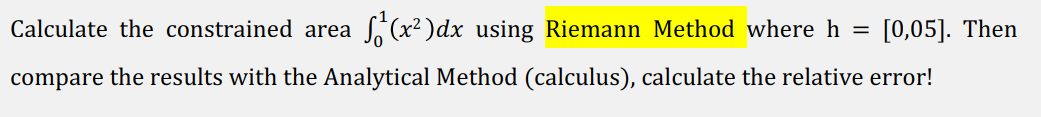 Calculate the constrained area ∫₀¹(x²)dx using Riemann Method where h = [0,05]. Then
compare the results with the Analytical Method (calculus), calculate the relative error!